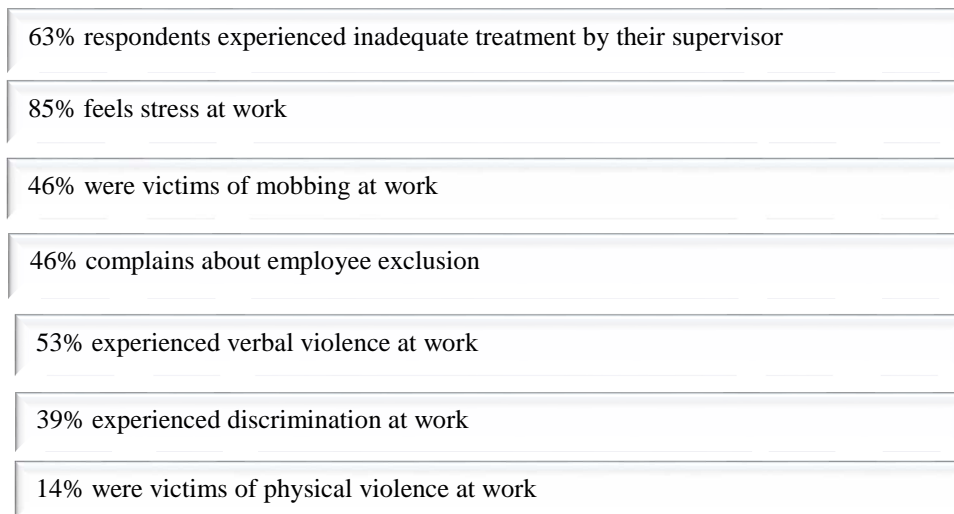 63% respondents experienced inadequate treatment by their supervisor
85% feels stress at work
46% were victims of mobbing at work
46% complains about employee exclusion
53% experienced verbal violence at work
39% experienced discrimination at work
14% were victims of physical violence at work